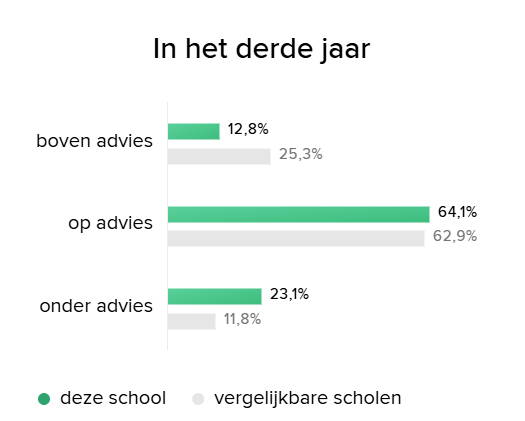 In het derde jaar
boven advies
12,8%
25,3%
op advies
64,1%
62,9%
onder advies
23,1%
11,8%
deze school
vergelijkbare scholen